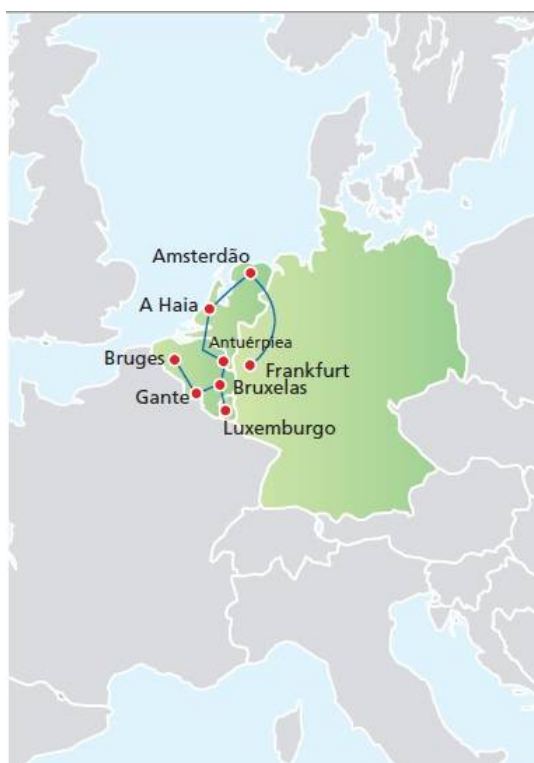 Amsterdão
A Haia
Antuérpiea
Bruges
Frankfurt
Bruxelas
Gante
Luxemburgo